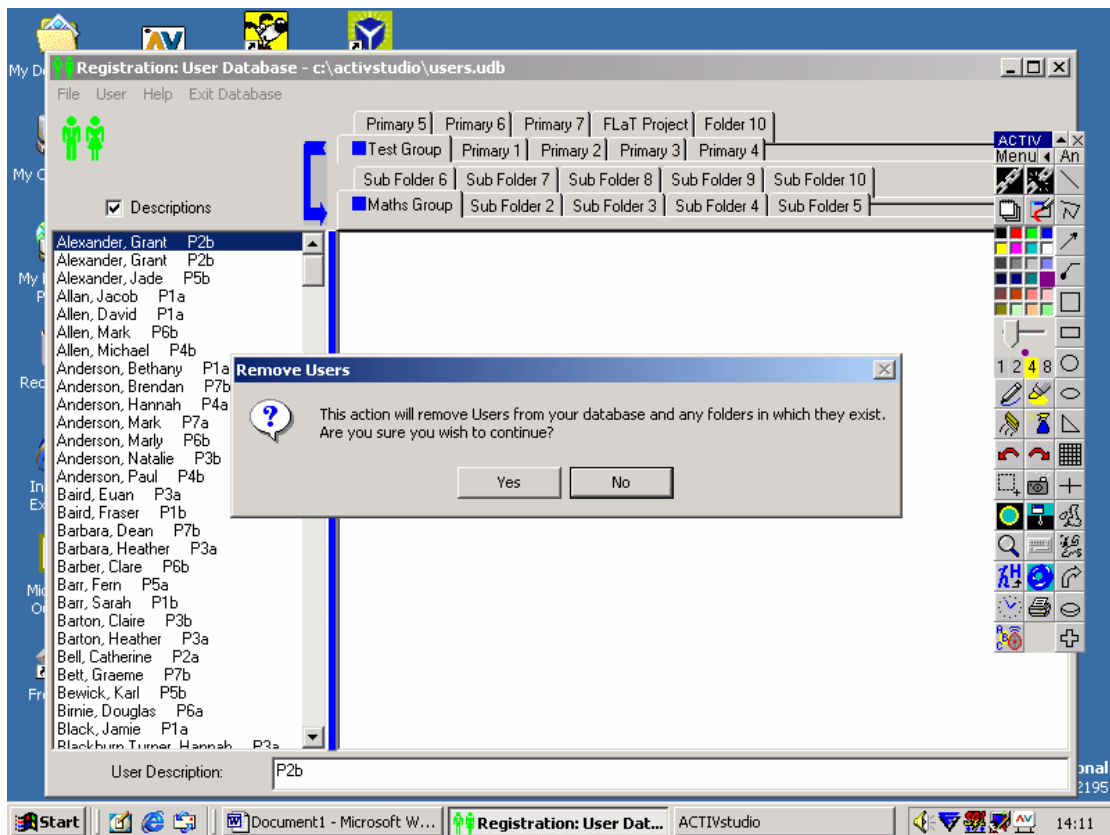 Registration: User Database - c:\activstudio\users.udb
File User Help Exit Database
Primary 5 Primary 6 Primary 7 FLaT Project Folder 10
Test Group Primary 1 Primary 2 Primary 3 Primary 4
Sub Folder 6 Sub Folder 7 Sub Folder 8 Sub Folder 9 Sub Folder 10
Maths Group Sub Folder 2 Sub Folder 3 Sub Folder 4 Sub Folder 5
Descriptions
ACTIV
Menu An
1 2 4 8
Alexander, Grant P2b
Alexander, Grant P2b
Alexander, Jade P5b
Allan, Jacob P1a
Allen, David P1a
Allen, Mark P6b
Allen, Michael P4b
Anderson, Bethany P1a
Anderson, Brendan P7b
Anderson, Hannah P4a
Anderson, Mark P7a
Anderson, Marly P6b
Anderson, Natalie P3b
Anderson, Paul P4b
Baird, Euan P3a
Baird, Fraser P1b
Barbara, Dean P7b
Barbara, Heather P3a
Barber, Clare P6b
Barr, Fern P5a
Barr, Sarah P1b
Barton, Claire P3b
Barton, Heather P3a
Bell, Catherine P2a
Bett, Graeme P7b
Bewick, Karl P5b
Birnie, Douglas P6a
Black, Jamie P1a
Blackburn Turner, Hannah P3a
Remove Users
This action will remove Users from your database and any folders in which they exist.
Are you sure you wish to continue?
Yes No
User Description: P2b
2195
Start Document1 - Microsoft W... Registration: User Dat... ACTIVstudio 14:11